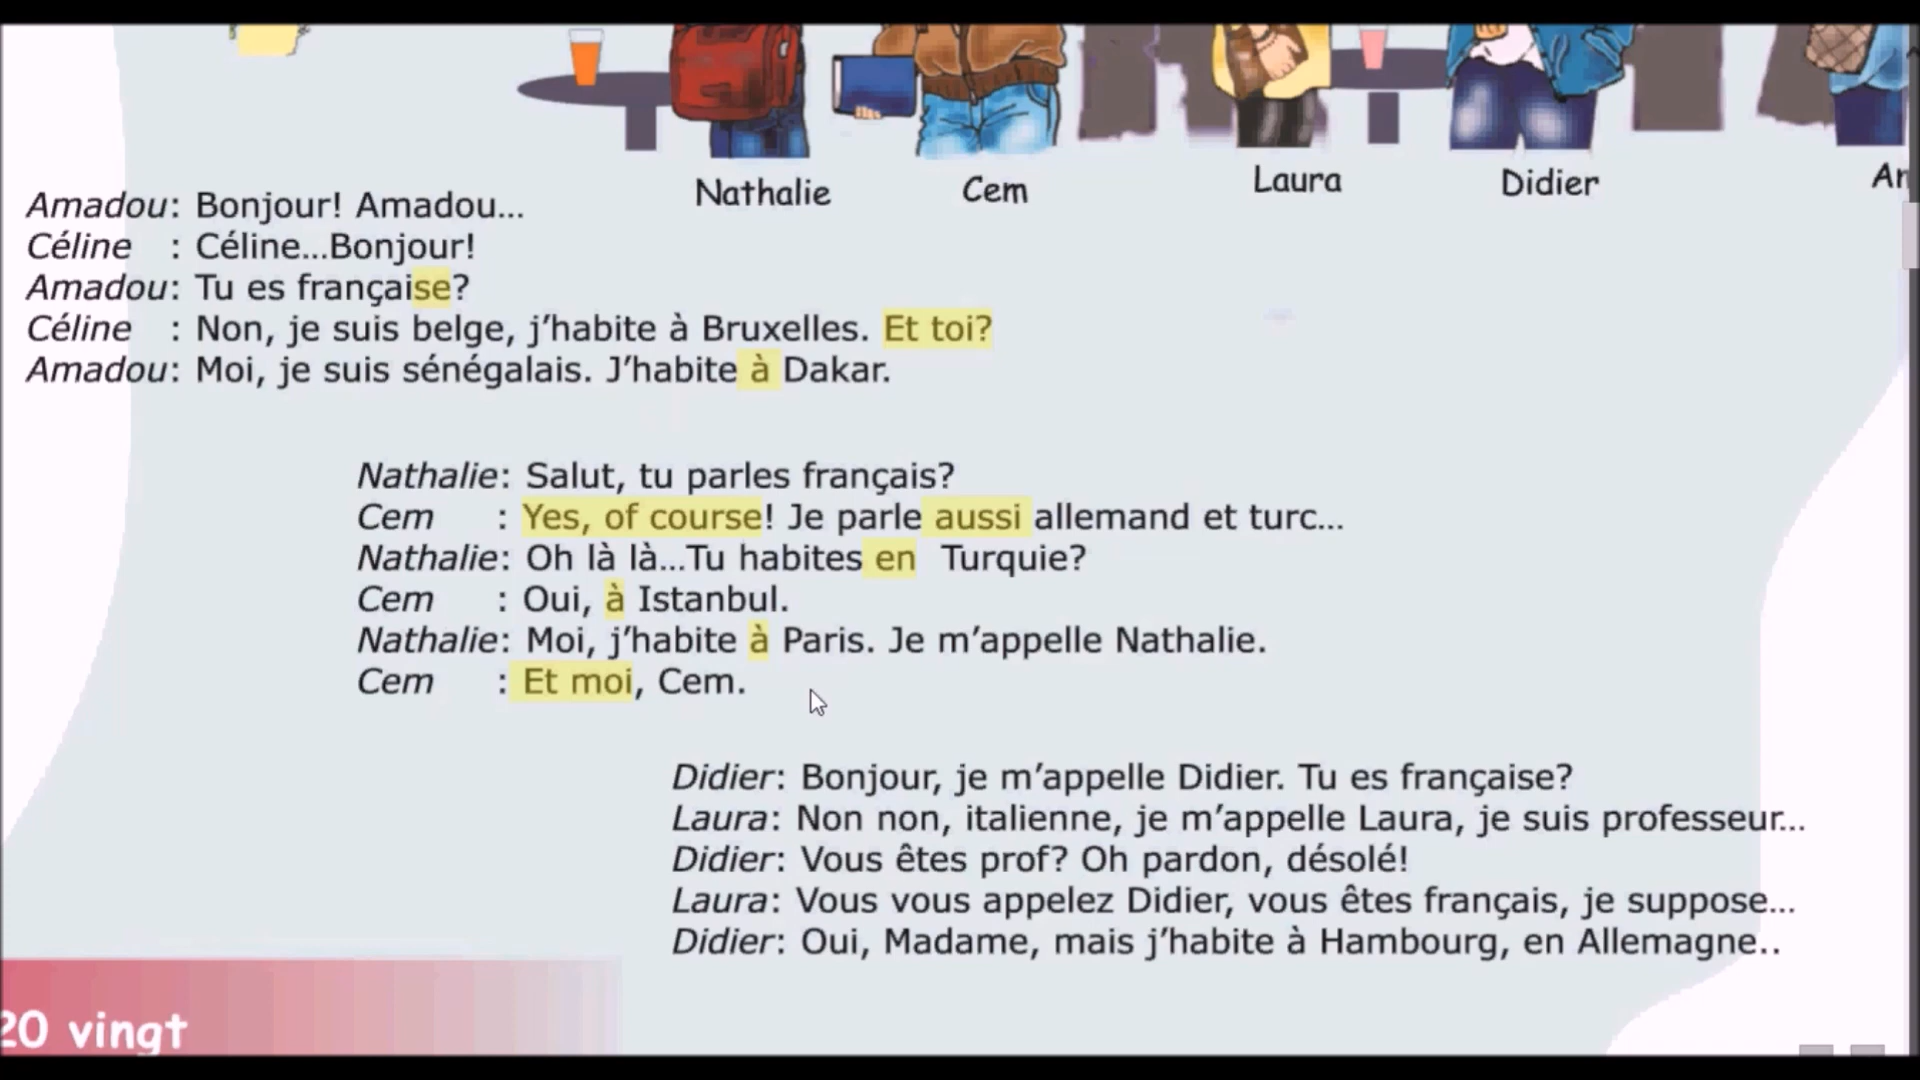 Nathalie
Cem
Laura
Didier
Amadou: Bonjour! Amadou...
Céline : Céline...Bonjour!
Amadou: Tu es française?
Céline : Non, je suis belge, j’habite à Bruxelles. Et toi?
Amadou: Moi, je suis sénégalais. J’habite à Dakar.
Nathalie: Salut, tu parles français?
Cem : Yes, of course! Je parle aussi allemand et turc...
Nathalie: Oh là là...Tu habites en Turquie?
Cem : Oui, à Istanbul.
Nathalie: Moi, j’habite à Paris. Je m’appelle Nathalie.
Cem : Et moi, Cem.
Didier: Bonjour, je m’appelle Didier. Tu es française?
Laura: Non non, italienne, je m’appelle Laura, je suis professeur...
Didier: Vous êtes prof? Oh pardon, désolé!
Laura: Vous vous appelez Didier, vous êtes français, je suppose...
Didier: Oui, Madame, mais j’habite à Hambourg, en Allemagne..
20 vingt